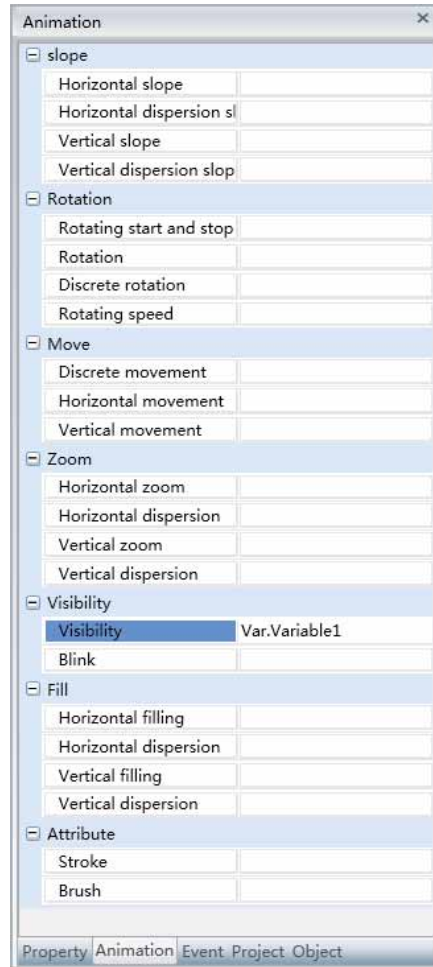 Animation ×
slope
Horizontal slope
Horizontal dispersion sl
Vertical slope
Vertical dispersion slop
Rotation
Rotating start and stop
Rotation
Discrete rotation
Rotating speed
Move
Discrete movement
Horizontal movement
Vertical movement
Zoom
Horizontal zoom
Horizontal dispersion
Vertical zoom
Vertical dispersion
Visibility
Visibility Var.Variable1
Blink
Fill
Horizontal filling
Horizontal dispersion
Vertical filling
Vertical dispersion
Attribute
Stroke
Brush
Property Animation Event Project Object